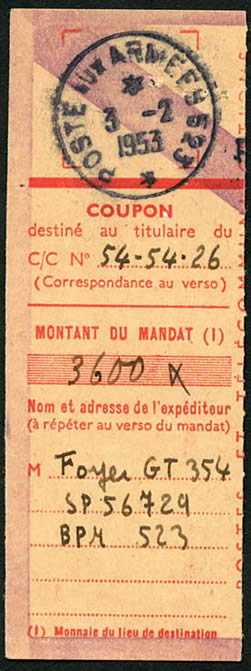 POSTE AUX ARMEES 523
3 -2
1953
COUPON
destiné au titulaire du
C/C N° 54-54-26
(Correspondance au verso)
MONTANT DU MANDAT (1)
3600
Nom et adresse de l'expéditeur
(à répéter au verso du mandat)
M Foyer GT 354
SP 56729
BPM 523
(1) Monnaie du lieu de destination